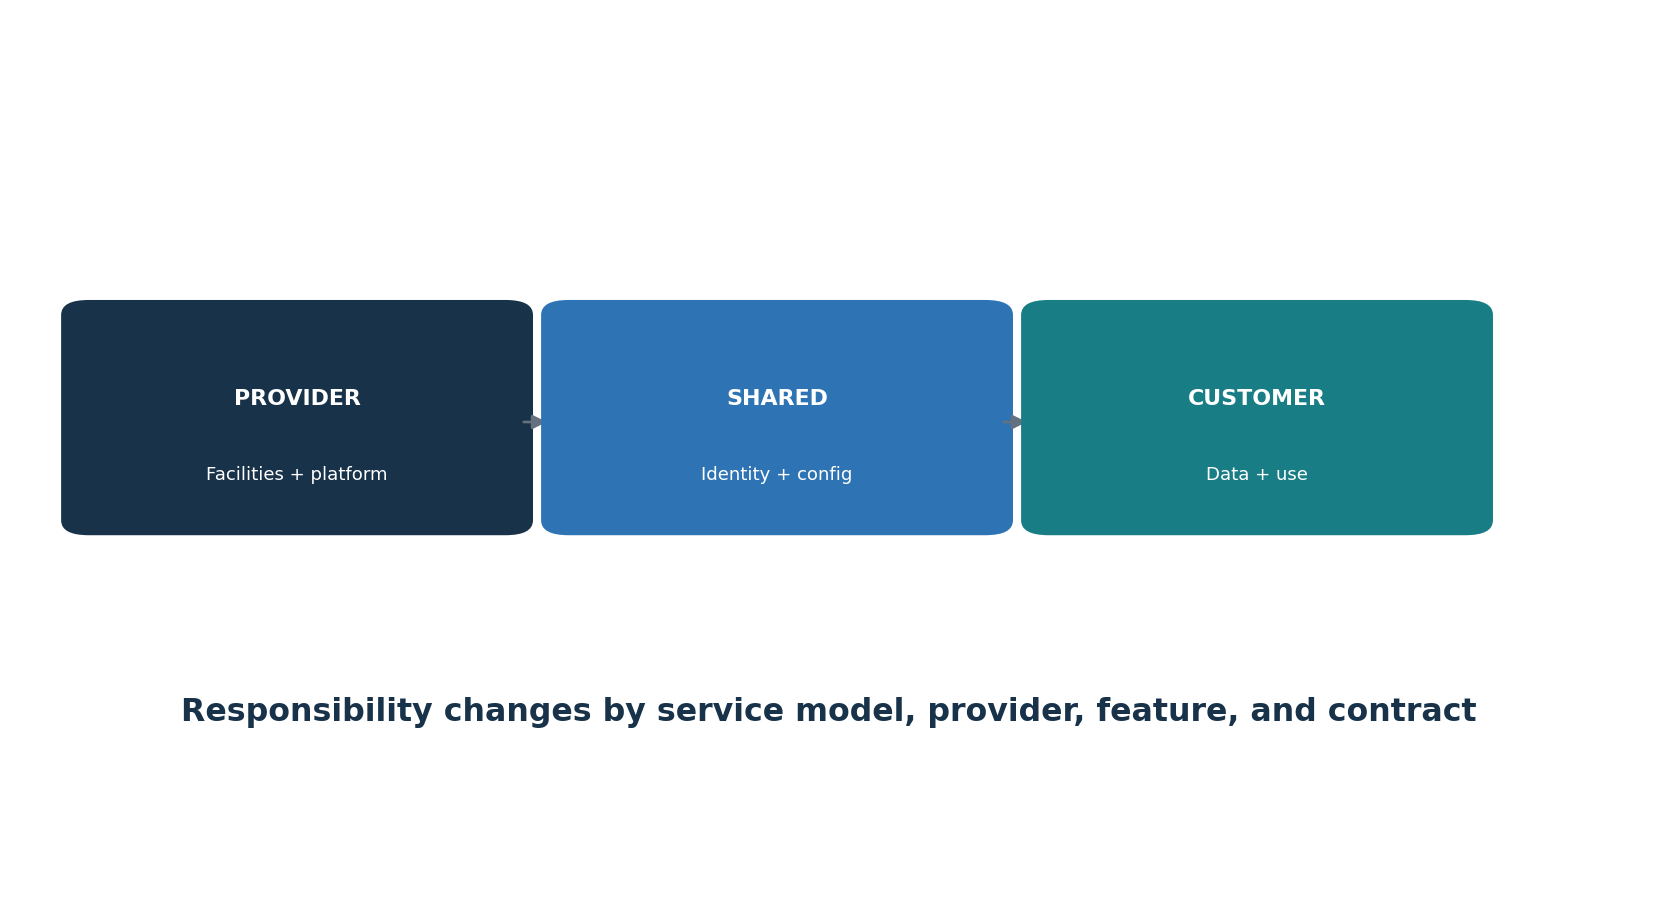 PROVIDER
Facilities + platform
SHARED
Identity + config
CUSTOMER
Data + use
Responsibility changes by service model, provider, feature, and contract